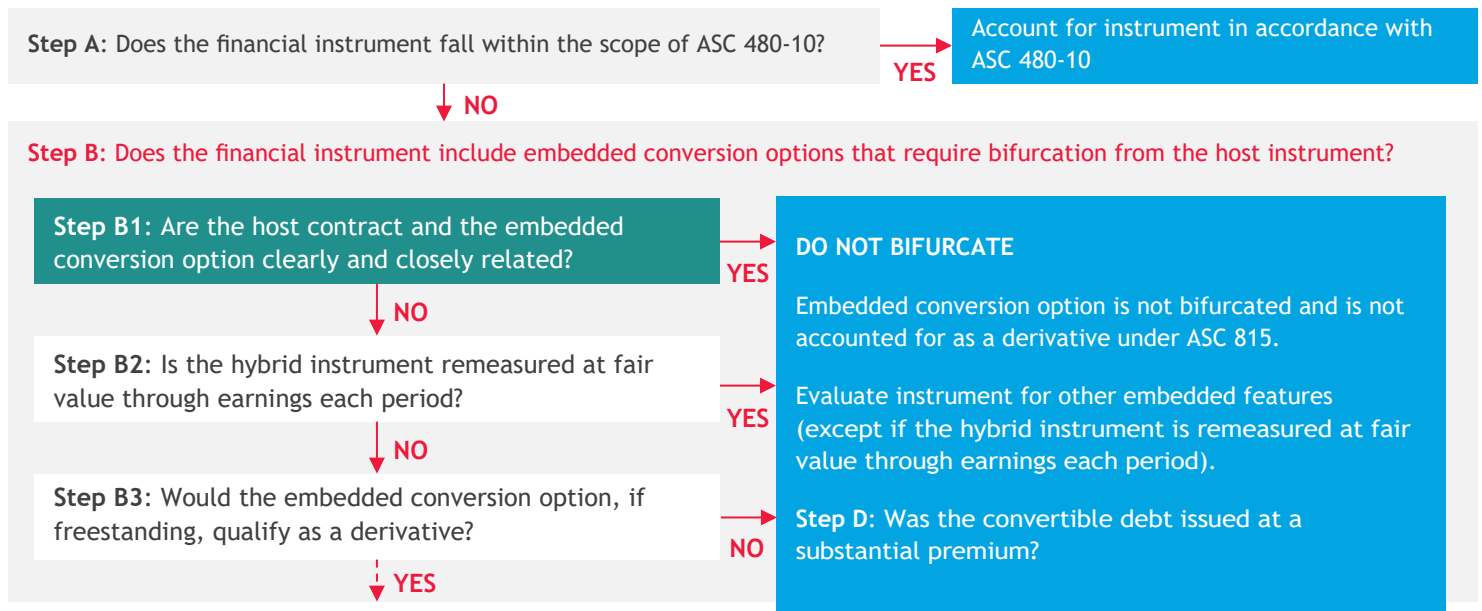 Step A: Does the financial instrument fall within the scope of ASC 480-10?
YES
Account for instrument in accordance with
ASC 480-10
NO
Step B: Does the financial instrument include embedded conversion options that require bifurcation from the host instrument?
Step B1: Are the host contract and the embedded
conversion option clearly and closely related?
YES
NO
Step B2: Is the hybrid instrument remeasured at fair
value through earnings each period?
YES
NO
Step B3: Would the embedded conversion option, if
freestanding, qualify as a derivative?
NO
YES
DO NOT BIFURCATE
Embedded conversion option is not bifurcated and is not
accounted for as a derivative under ASC 815.
Evaluate instrument for other embedded features
(except if the hybrid instrument is remeasured at fair
value through earnings each period).
Step D: Was the convertible debt issued at a
substantial premium?